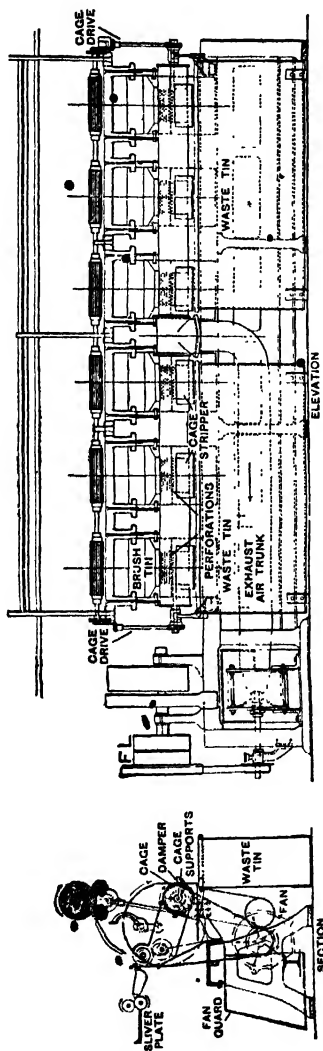 CAGE DRIVE
CAGE DRIVE
BRUSH
TIN
PERFORATIONS
CAGE
STRIPPER
WASTE TIN
WASTE TIN
EXHAUST
AIR TRUNK
ELEVATION
F L
SLIVER
PLATE
CAGE
DAMPER
CAGE
SUPPORTS
WASTE
TIN
FAN
FAN
GUARD
SECTION